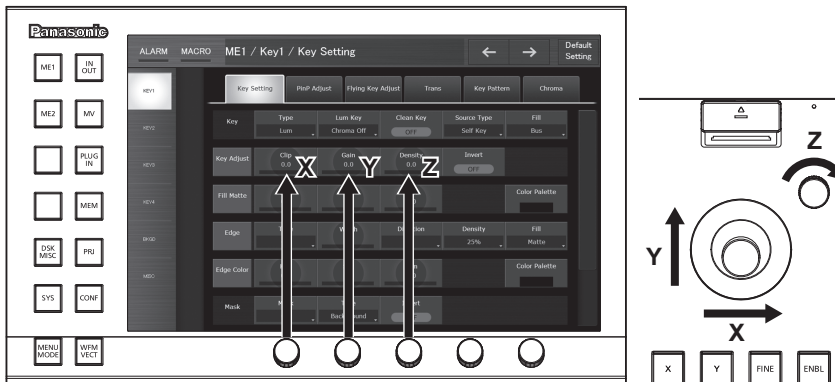 Panasonic
ALARM MACRO ME1 / Key1 / Key Setting ← → Default Setting
ME1 IN OUT
ME2 MV
PLUG IN
MEM
DSK MISC PRJ
SYS CONF
MENU MODE WFM VECT
KEY1
KEY2
KEY3
KEY4
BKGD
MISC
Key Setting PinP Adjust Flying Key Adjust Trans Key Pattern Chroma
Key Type Lum Key Clean Key Source Type Fill
Lum Chroma Off OFF Self Key Bus
Key Adjust Clip Gain Density Invert
0.0 X 0.0 Y 0.0 Z OFF
Fill Matte Color Palette
Edge Density Fill
25% Matte
Edge Color Color Palette
Mask
Z
Y
X
X Y FINE ENBL